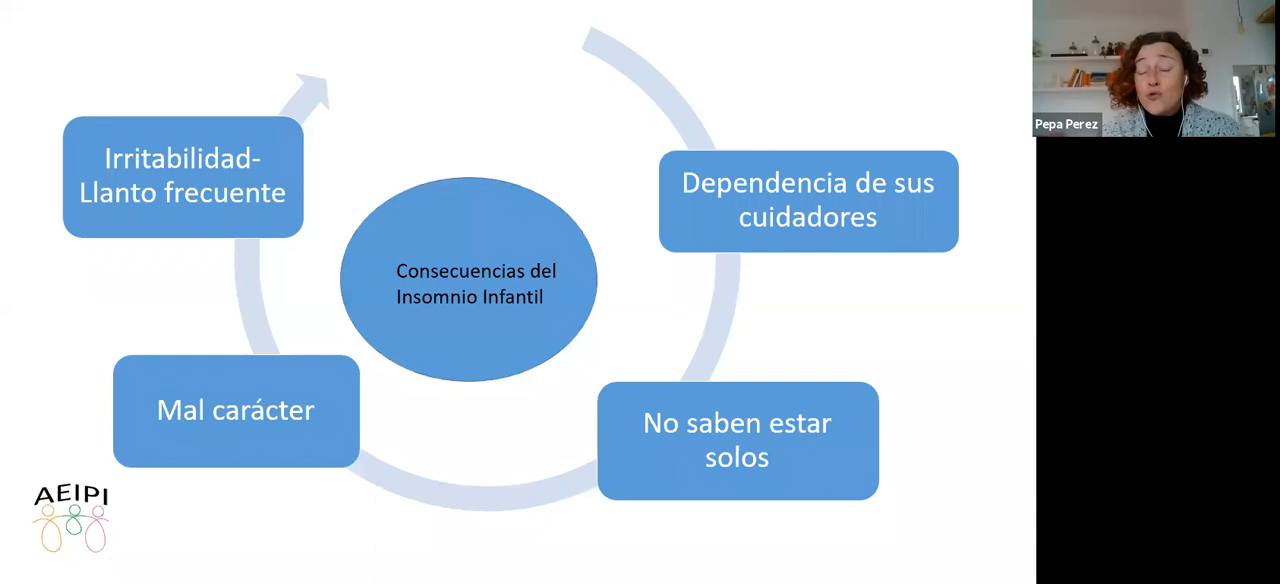 Irritabilidad-
Llanto frecuente
Dependencia de sus
cuidadores
Consecuencias del
Insomnio Infantil
Mal carácter
No saben estar
solos
AEIPI
Pepa Perez